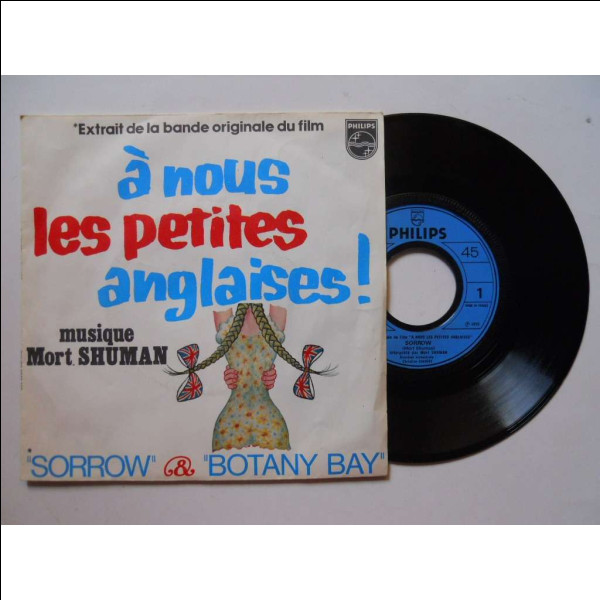 *Extrait de la bande originale du film
PHILIPS
à nous
les petites
anglaises!
musique
Mort. SHUMAN
*
"SORROW" & "BOTANY BAY"
PHILIPS
45
1
SORROW